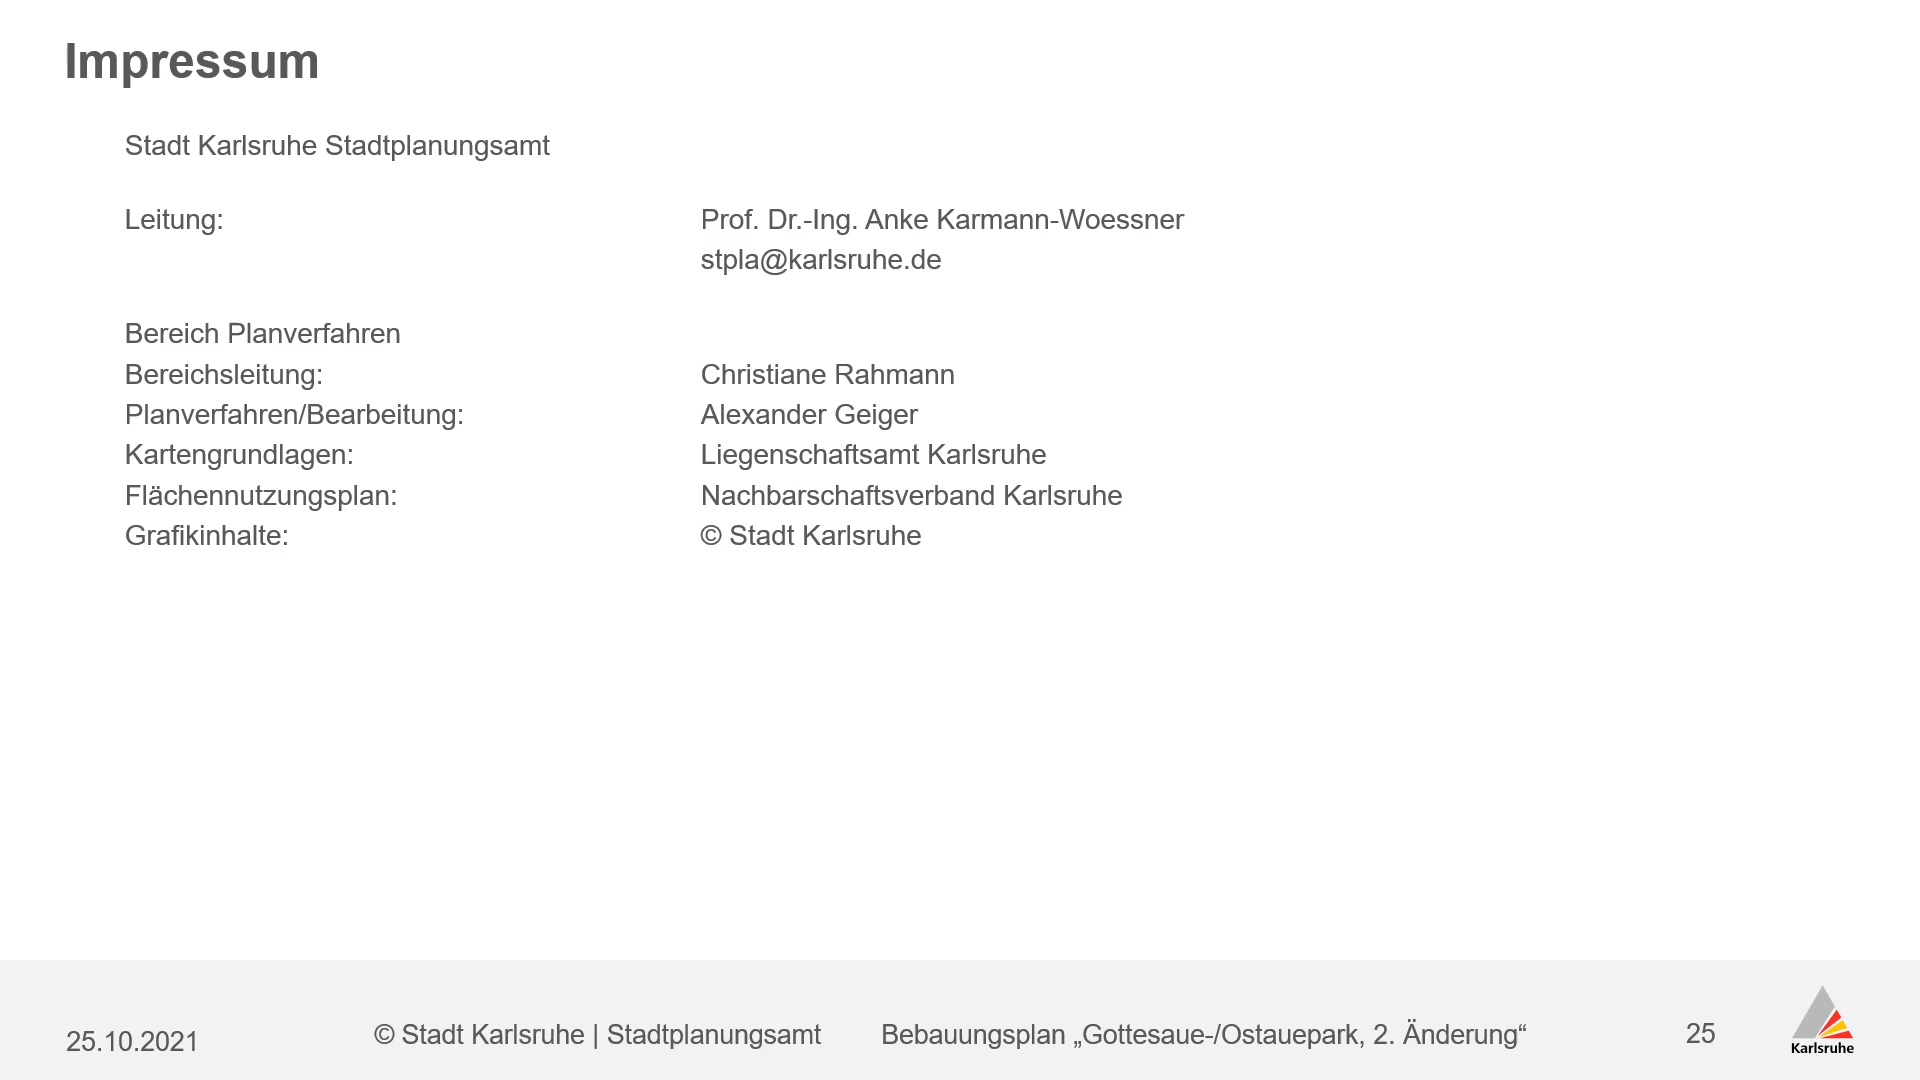 Impressum
Stadt Karlsruhe Stadtplanungsamt
Leitung: Prof. Dr.-Ing. Anke Karmann-Woessner
stpla@karlsruhe.de
Bereich Planverfahren
Bereichsleitung: Christiane Rahmann
Planverfahren/Bearbeitung: Alexander Geiger
Kartengrundlagen: Liegenschaftsamt Karlsruhe
Flächennutzungsplan: Nachbarschaftsverband Karlsruhe
Grafikinhalte: © Stadt Karlsruhe
25.10.2021 © Stadt Karlsruhe | Stadtplanungsamt Bebauungsplan „Gottesaue-/Ostauepark, 2. Änderung“ 25
Karlsruhe